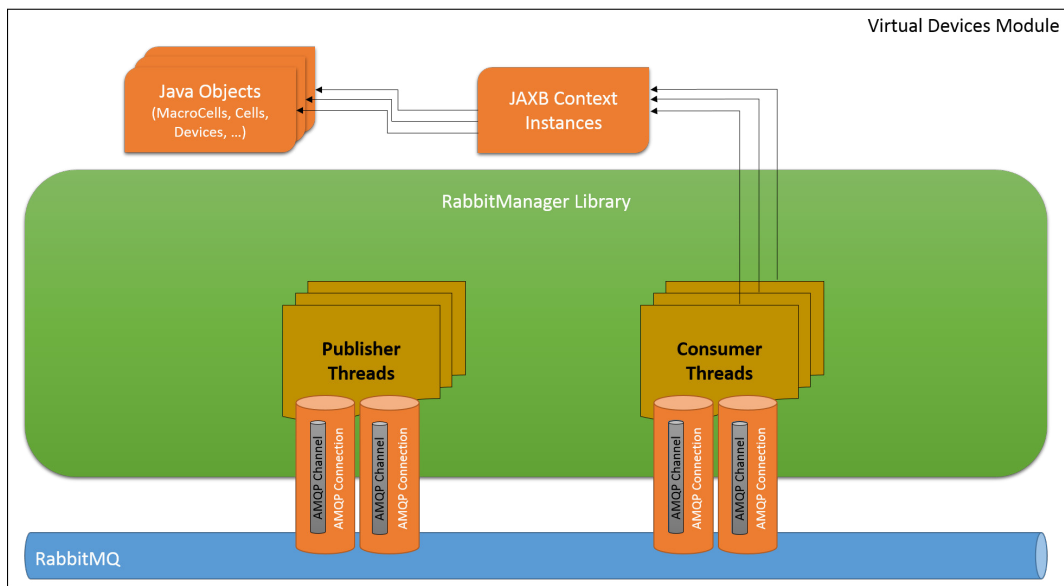 Virtual Devices Module
Java Objects
(MacroCells, Cells,
Devices, ...)
JAXB Context
Instances
RabbitManager Library
Publisher
Threads
Consumer
Threads
AMQP Channel
AMQP Connection
AMQP Channel
AMQP Connection
AMQP Channel
AMQP Connection
AMQP Channel
AMQP Connection
RabbitMQ